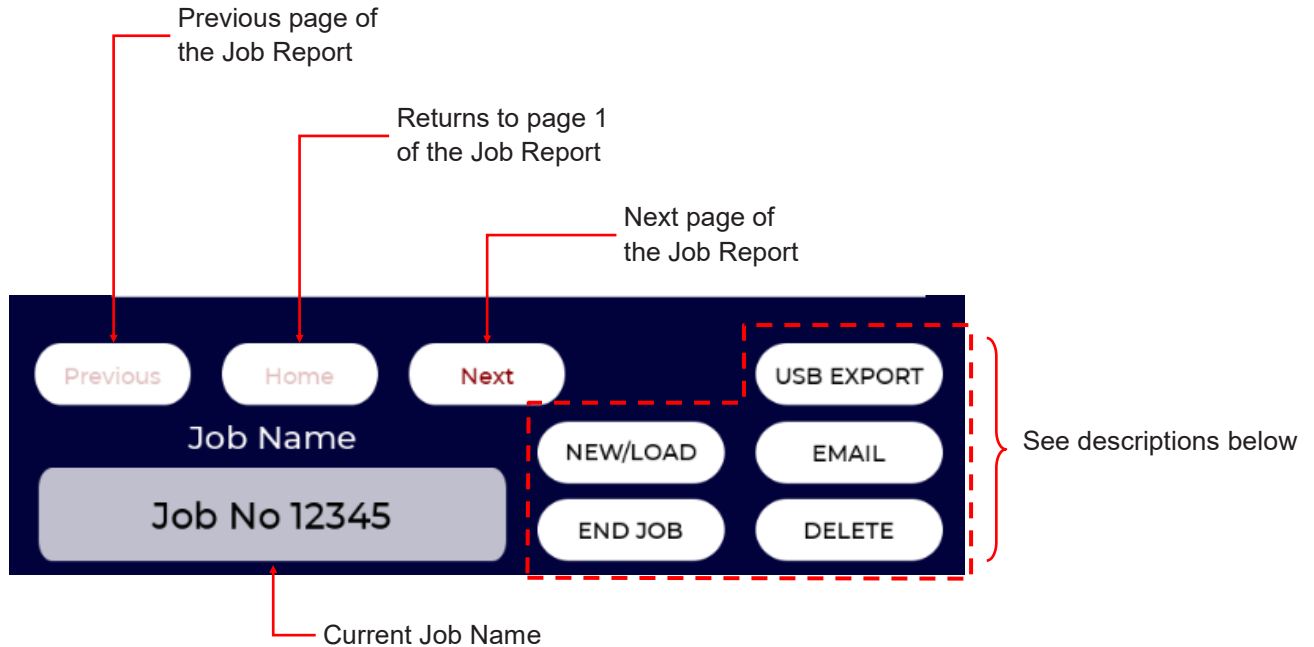 Previous page of
the Job Report
Returns to page 1
of the Job Report
Next page of
the Job Report
Previous
Home
Next
USB EXPORT
Job Name
NEW/LOAD
EMAIL
See descriptions below
Job No 12345
END JOB
DELETE
Current Job Name